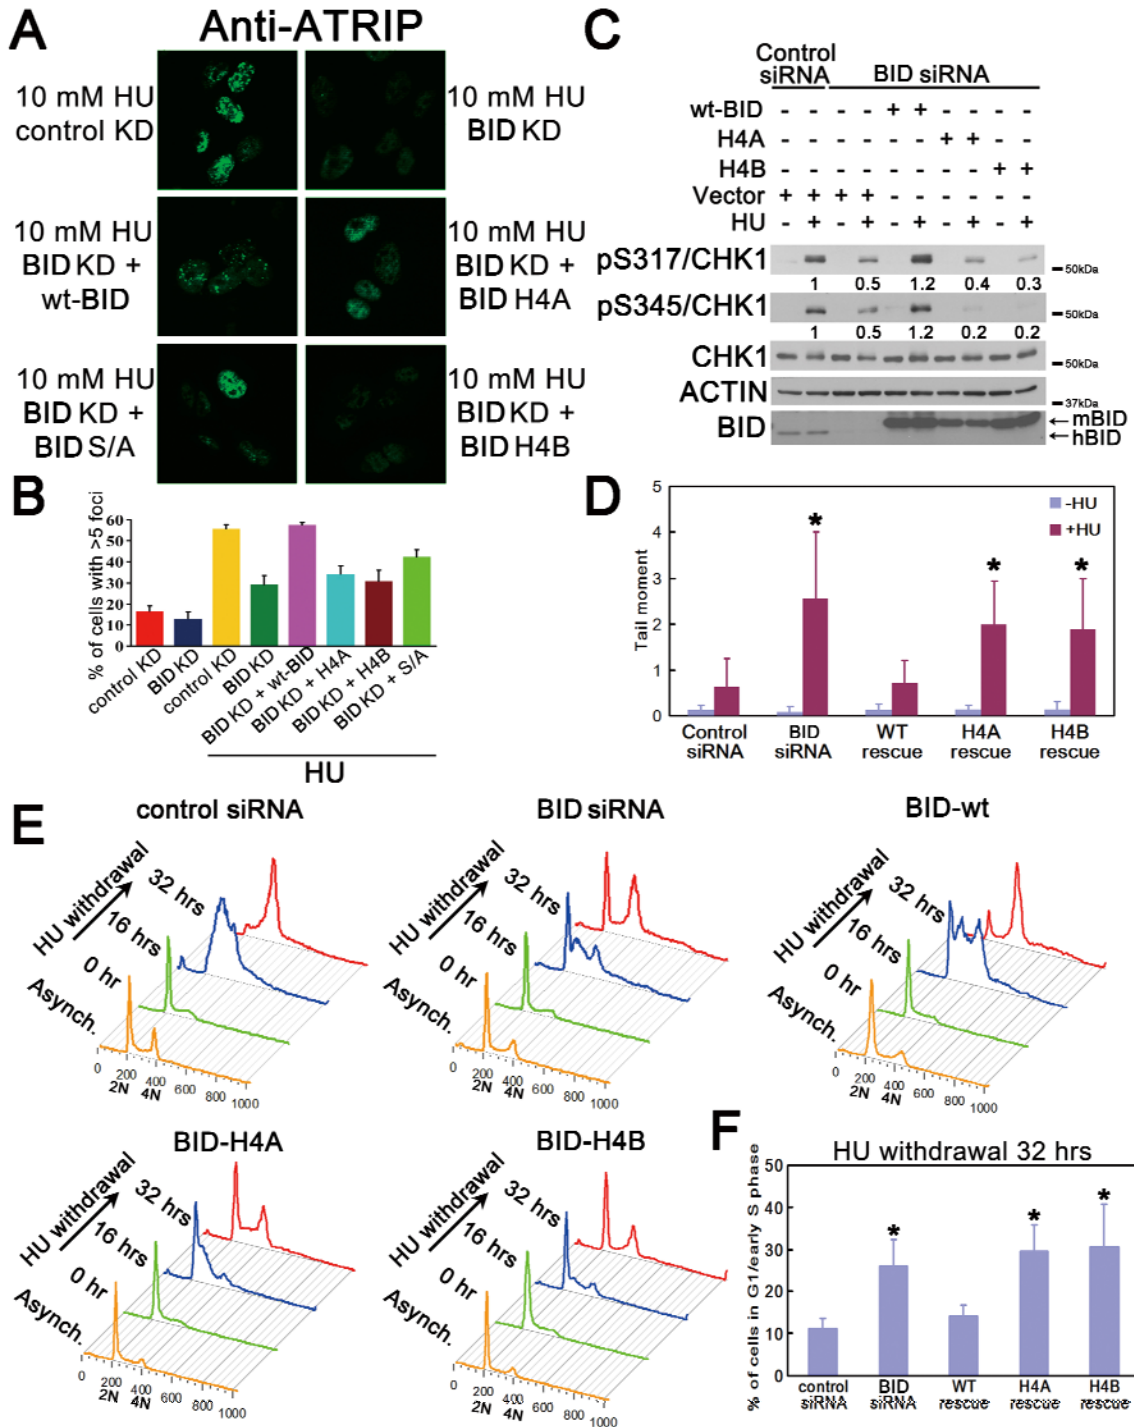 A
Anti-ATRIP
10 mM HU
control KD
10 mM HU
BID KD
10 mM HU
BID KD +
wt-BID
10 mM HU
BID KD +
BID H4A
10 mM HU
BID KD +
BID S/A
10 mM HU
BID KD +
BID H4B
B
% of cells with >5 foci
60
50
40
30
20
10
0
control KD
BID KD
control KD
BID KD
BID KD + wt-BID
BID KD + H4A
BID KD + H4B
BID KD + S/A
HU
C
Control
siRNA
BID siRNA
wt-BID - - - - + + - - - -
H4A - - - - - - + + - -
H4B - - - - - - - - + +
Vector + + + + - - - - - -
HU - + - + - + - + - +
pS317/CHK1
50kDa
1 0.5 1.2 0.4 0.3
pS345/CHK1
50kDa
1 0.5 1.2 0.2 0.2
CHK1
50kDa
ACTIN
37kDa
BID
←mBID
←hBID
D
Tail moment
5
4
3
2
1
0
-HU
+HU
* * *
Control
siRNA
BID
siRNA
WT
rescue
H4A
rescue
H4B
rescue
E
control siRNA
HU withdrawal
32 hrs
16 hrs
0 hr
Asynch.
0 200 400 600 800 1000
2N 4N
BID siRNA
HU withdrawal
32 hrs
16 hrs
0 hr
Asynch.
0 200 400 600 800 1000
2N 4N
BID-wt
HU withdrawal
32 hrs
16 hrs
0 hr
Asynch.
0 200 400 600 800 1000
2N 4N
BID-H4A
HU withdrawal
32 hrs
16 hrs
0 hr
Asynch.
0 200 400 600 800 1000
2N 4N
BID-H4B
HU withdrawal
32 hrs
16 hrs
0 hr
Asynch.
0 200 400 600 800 1000
2N 4N
F
HU withdrawal 32 hrs
% of cells in G1/early S phase
50
40
30
20
10
0
* * *
control
siRNA
BID
siRNA
WT
rescue
H4A
rescue
H4B
rescue